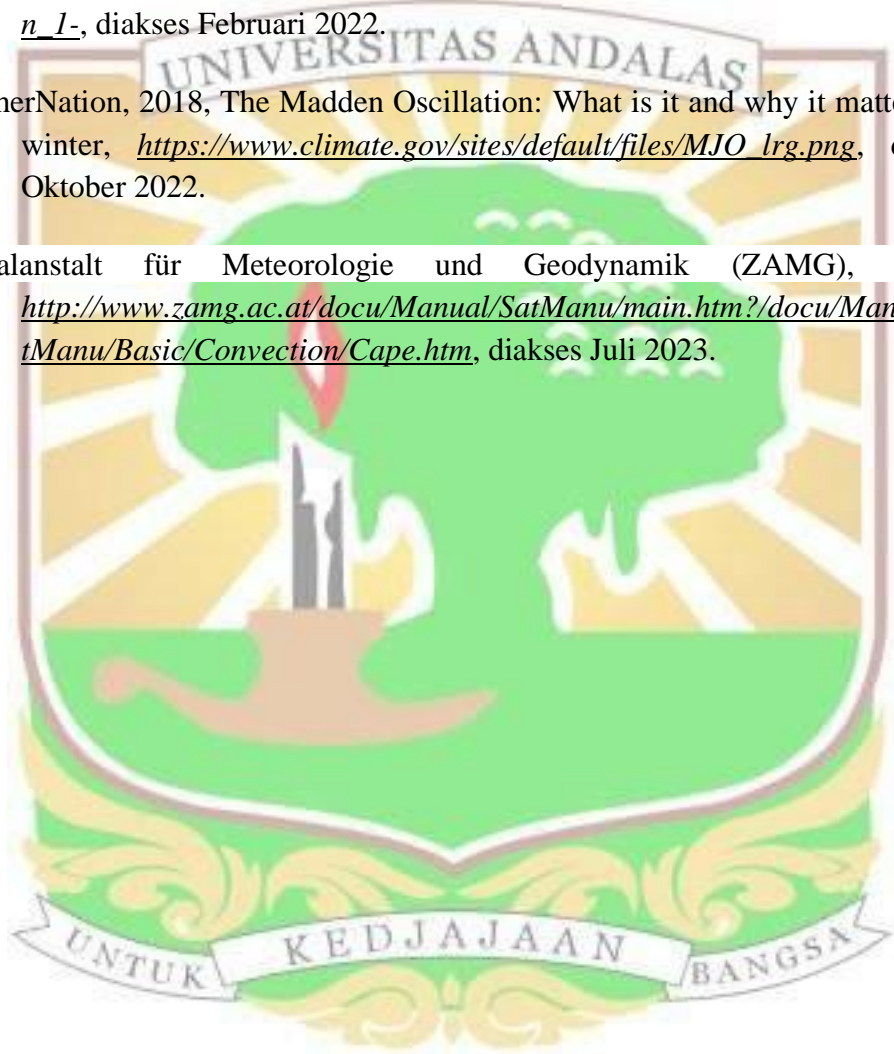 n_1-, diakses Februari 2022.
UNIVERSITAS ANDALAS
nerNation, 2018, The Madden Oscillation: What is it and why it matte
winter, https://www.climate.gov/sites/default/files/MJO_lrg.png,
Oktober 2022.
alanstalt für Meteorologie und Geodynamik (ZAMG),
http://www.zamg.ac.at/docu/Manual/SatManu/main.htm?/docu/Man
tManu/Basic/Convection/Cape.htm, diakses Juli 2023.
UNTUK KEDJAJAAN BANGSA